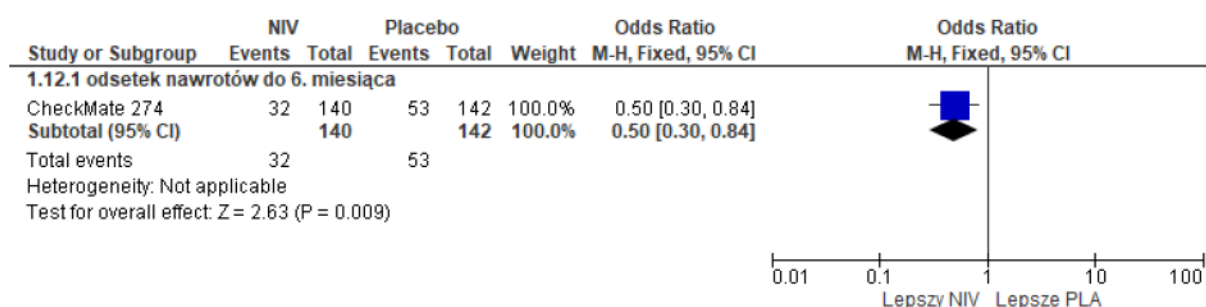 NIV Placebo Odds Ratio Odds Ratio
Study or Subgroup Events Total Events Total Weight M-H, Fixed, 95% CI M-H, Fixed, 95% CI
1.12.1 odsetek nawrotów do 6. miesiąca
CheckMate 274 32 140 53 142 100.0% 0.50 [0.30, 0.84]
Subtotal (95% CI) 140 142 100.0% 0.50 [0.30, 0.84]
Total events 32 53
Heterogeneity: Not applicable
Test for overall effect: Z = 2.63 (P = 0.009)
0.01 0.1 1 10 100
Lepszy NIV Lepsze PLA